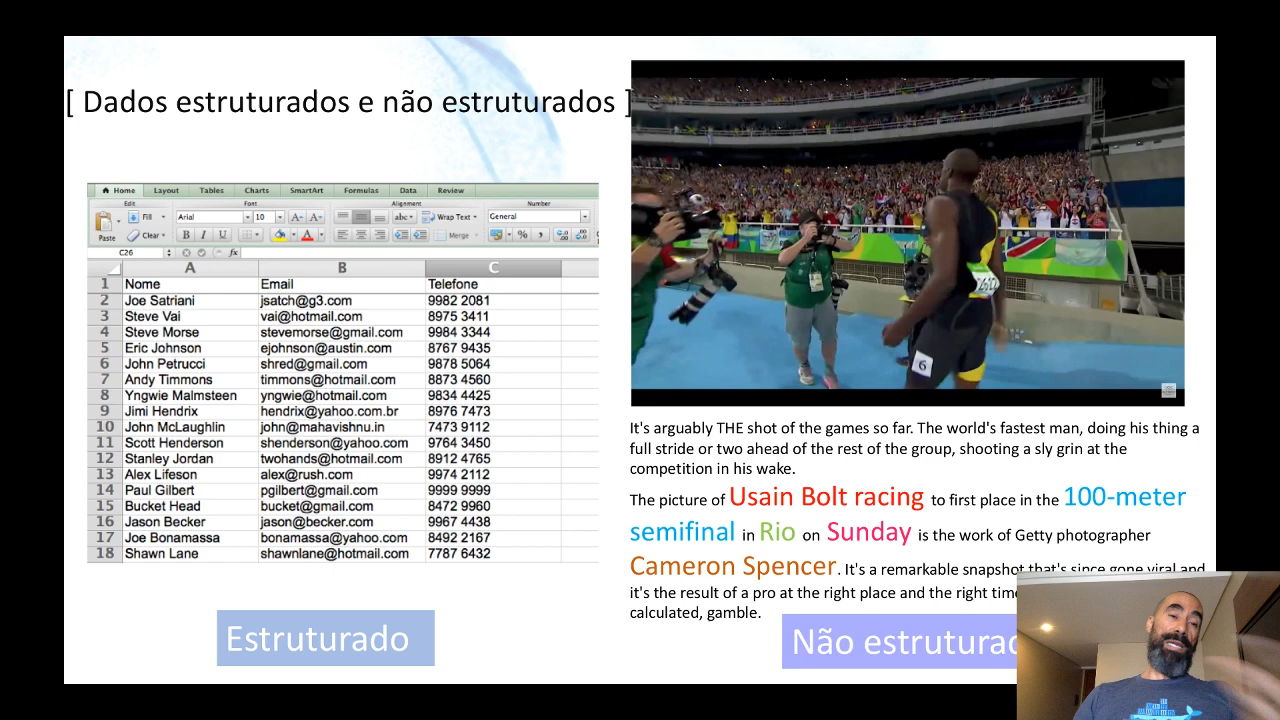 [ Dados estruturados e não estruturados ]
Home Layout Tables Charts SmartArt Formulas Data Review
Edit Font Alignment Number
Paste Fill Arial 10 A A abc Wrap Text General
Clear B I U A Merge % ,
C26 fx
A B C
1 Nome Email Telefone
2 Joe Satriani jsatch@g3.com 9982 2081
3 Steve Vai vai@hotmail.com 8975 3411
4 Steve Morse stevemorse@gmail.com 9984 3344
5 Eric Johnson ejohnson@austin.com 8767 9435
6 John Petrucci shred@gmail.com 9878 5064
7 Andy Timmons timmons@hotmail.com 8873 4560
8 Yngwie Malmsteen yngwie@hotmail.com 9834 4425
9 Jimi Hendrix hendrix@yahoo.com.br 8976 7473
10 John McLaughlin john@mahavishnu.in 7473 9112
11 Scott Henderson shenderson@yahoo.com 9764 3450
12 Stanley Jordan twohands@hotmail.com 8912 4765
13 Alex Lifeson alex@rush.com 9974 2112
14 Paul Gilbert pgilbert@gmail.com 9999 9999
15 Bucket Head bucket@gmail.com 8472 9960
16 Jason Becker jason@becker.com 9967 4438
17 Joe Bonamassa bonamassa@yahoo.com 8492 2167
18 Shawn Lane shawnlane@hotmail.com 7787 6432
Estruturado
6
It's arguably THE shot of the games so far. The world's fastest man, doing his thing a
full stride or two ahead of the rest of the group, shooting a sly grin at the
competition in his wake.
The picture of Usain Bolt racing to first place in the 100-meter
semifinal in Rio on Sunday is the work of Getty photographer
Cameron Spencer. It's a remarkable snapshot that's since gone viral and
it's the result of a pro at the right place and the right time
calculated, gamble.
Não estruturad